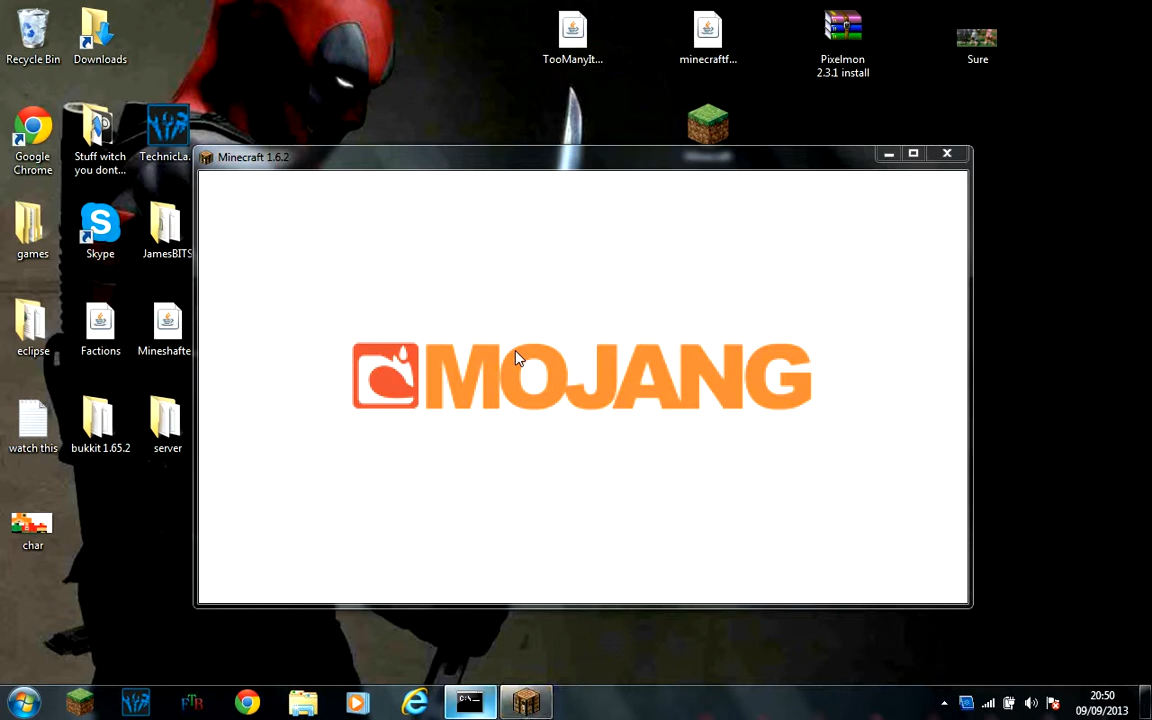 Recycle Bin
Downloads
TooManyIt...
minecraftf...
Pixelmon
2.3.1 install
Sure
Google
Chrome
Stuff witch
you dont...
TechnicLa.
Minecraft 1.6.2
games
Skype
JamesBITS
MOJANG
eclipse
Factions
Mineshafte
watch this
bukkit 1.65.2
server
char
FTB
C:\_
20:50
09/09/2013